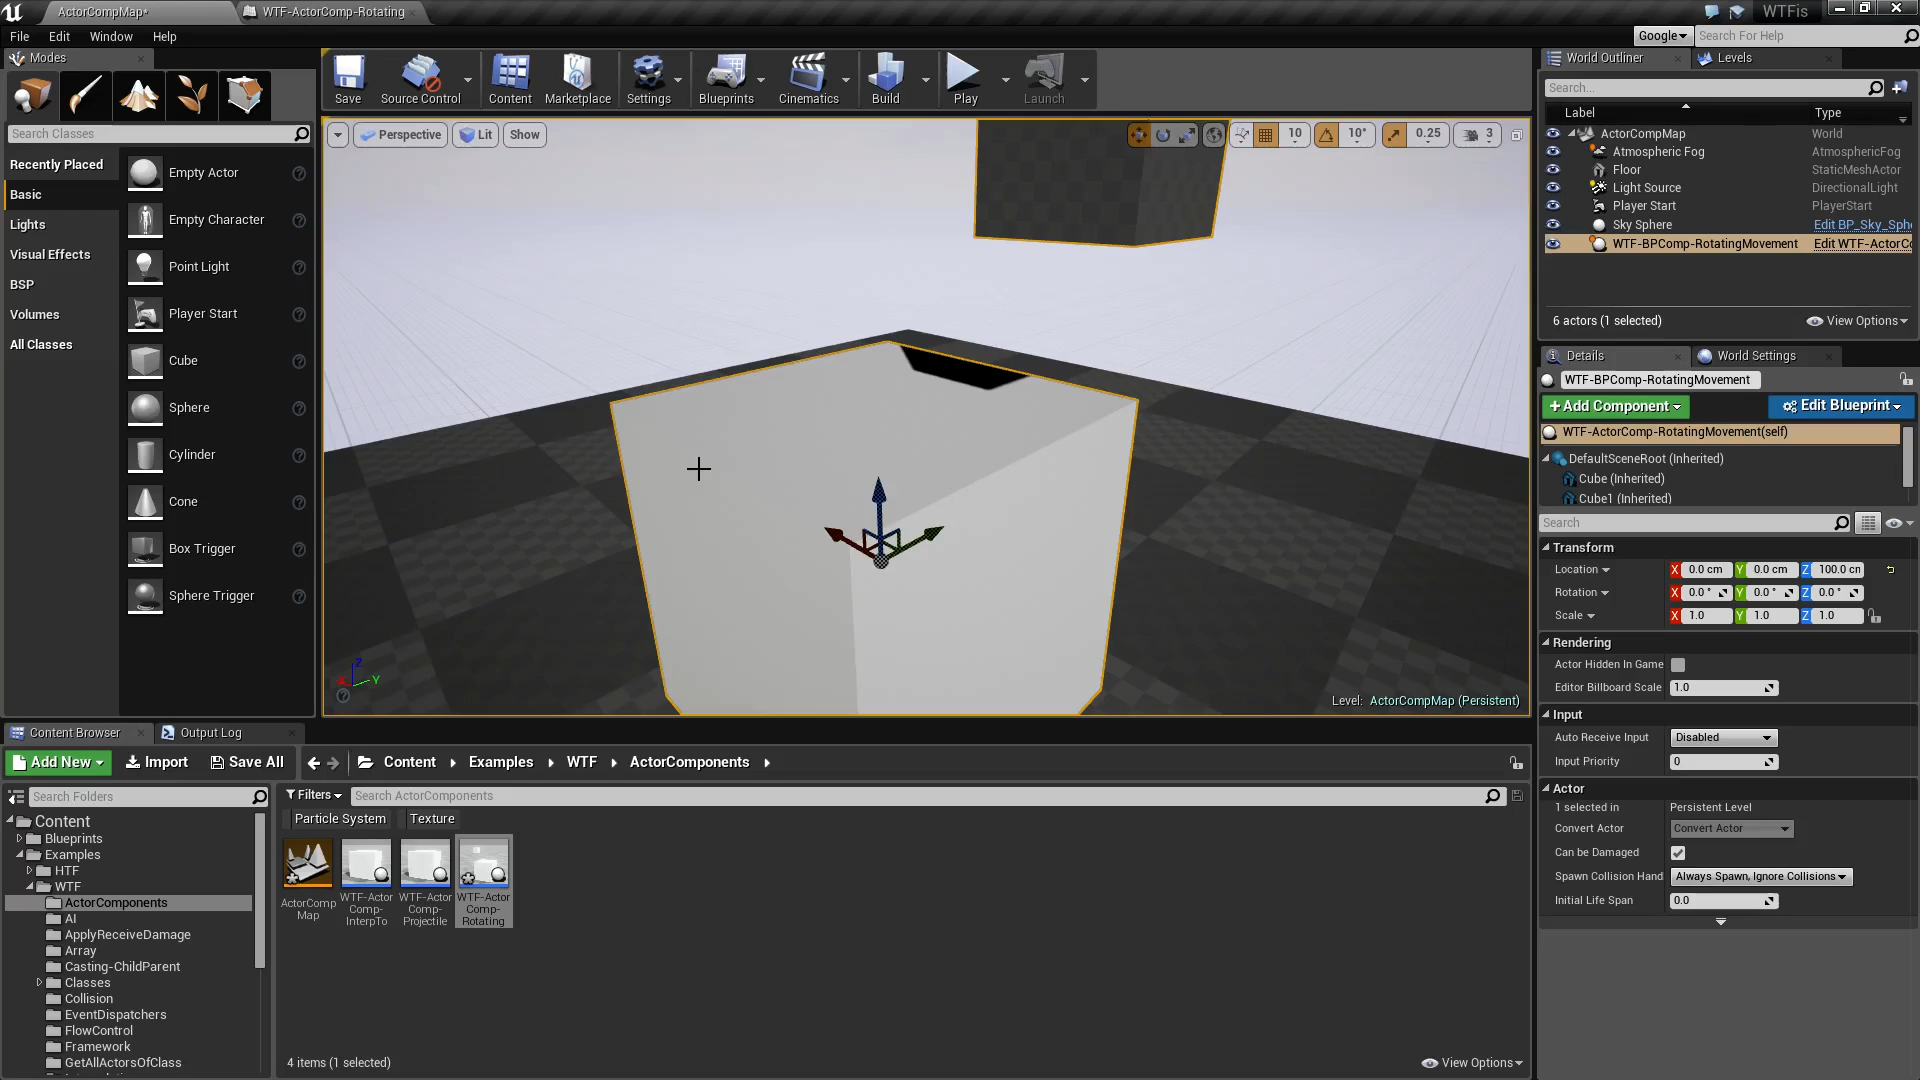 ActorCompMap*
WTF-ActorComp-Rotating
WTFis
File
Edit
Window
Help
Google
Search For Help
Modes
Save
Source Control
Content
Marketplace
Settings
Blueprints
Cinematics
Build
Play
Launch
World Outliner
Levels
Search...
Label
Type
ActorCompMap
World
Atmospheric Fog
AtmosphericFog
Floor
StaticMeshActor
Light Source
DirectionalLight
Player Start
PlayerStart
Sky Sphere
Edit BP_Sky_Sph
WTF-BPComp-RotatingMovement
Edit WTF-ActorC
6 actors (1 selected)
View Options
Search Classes
Recently Placed
Basic
Lights
Visual Effects
BSP
Volumes
All Classes
Empty Actor
Empty Character
Point Light
Player Start
Cube
Sphere
Cylinder
Cone
Box Trigger
Sphere Trigger
Perspective
Lit
Show
10
10°
0.25
3
Z
X
Y
Level: ActorCompMap (Persistent)
Details
World Settings
WTF-BPComp-RotatingMovement
+Add Component
Edit Blueprint
WTF-ActorComp-RotatingMovement(self)
DefaultSceneRoot (Inherited)
Cube (Inherited)
Cube1 (Inherited)
Search
Transform
Location
X 0.0 cm Y 0.0 cm Z 100.0 cm
Rotation
X 0.0 ° Y 0.0 ° Z 0.0 °
Scale
X 1.0 Y 1.0 Z 1.0
Rendering
Actor Hidden In Game
Editor Billboard Scale
1.0
Input
Auto Receive Input
Disabled
Input Priority
0
Actor
1 selected in
Persistent Level
Convert Actor
Convert Actor
Can be Damaged
Spawn Collision Hand
Always Spawn, Ignore Collisions
Initial Life Span
0.0
Content Browser
Output Log
Add New
Import
Save All
Content
Examples
WTF
ActorComponents
Search Folders
Filters
Search ActorComponents
Particle System
Texture
Content
Blueprints
Examples
HTF
WTF
ActorComponents
AI
ApplyReceiveDamage
Array
Casting-ChildParent
Classes
Collision
EventDispatchers
FlowControl
Framework
GetAllActorsOfClass
ActorComp
Map
WTF-Actor
Comp-
InterpTo
WTF-Actor
Comp-
Projectile
WTF-Actor
Comp-
Rotating
4 items (1 selected)
View Options